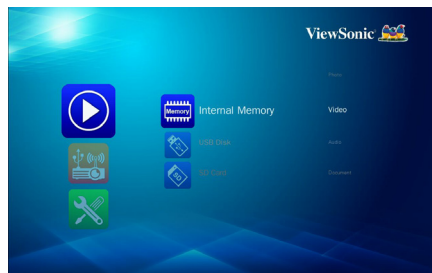 ViewSonic
Photo
Memory
Internal Memory
Video
USB Disk
Audio
SD
SD Card
Document